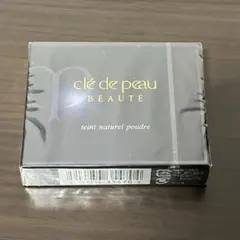 clé de peau
BEAUTÉ
teint naturel poudre